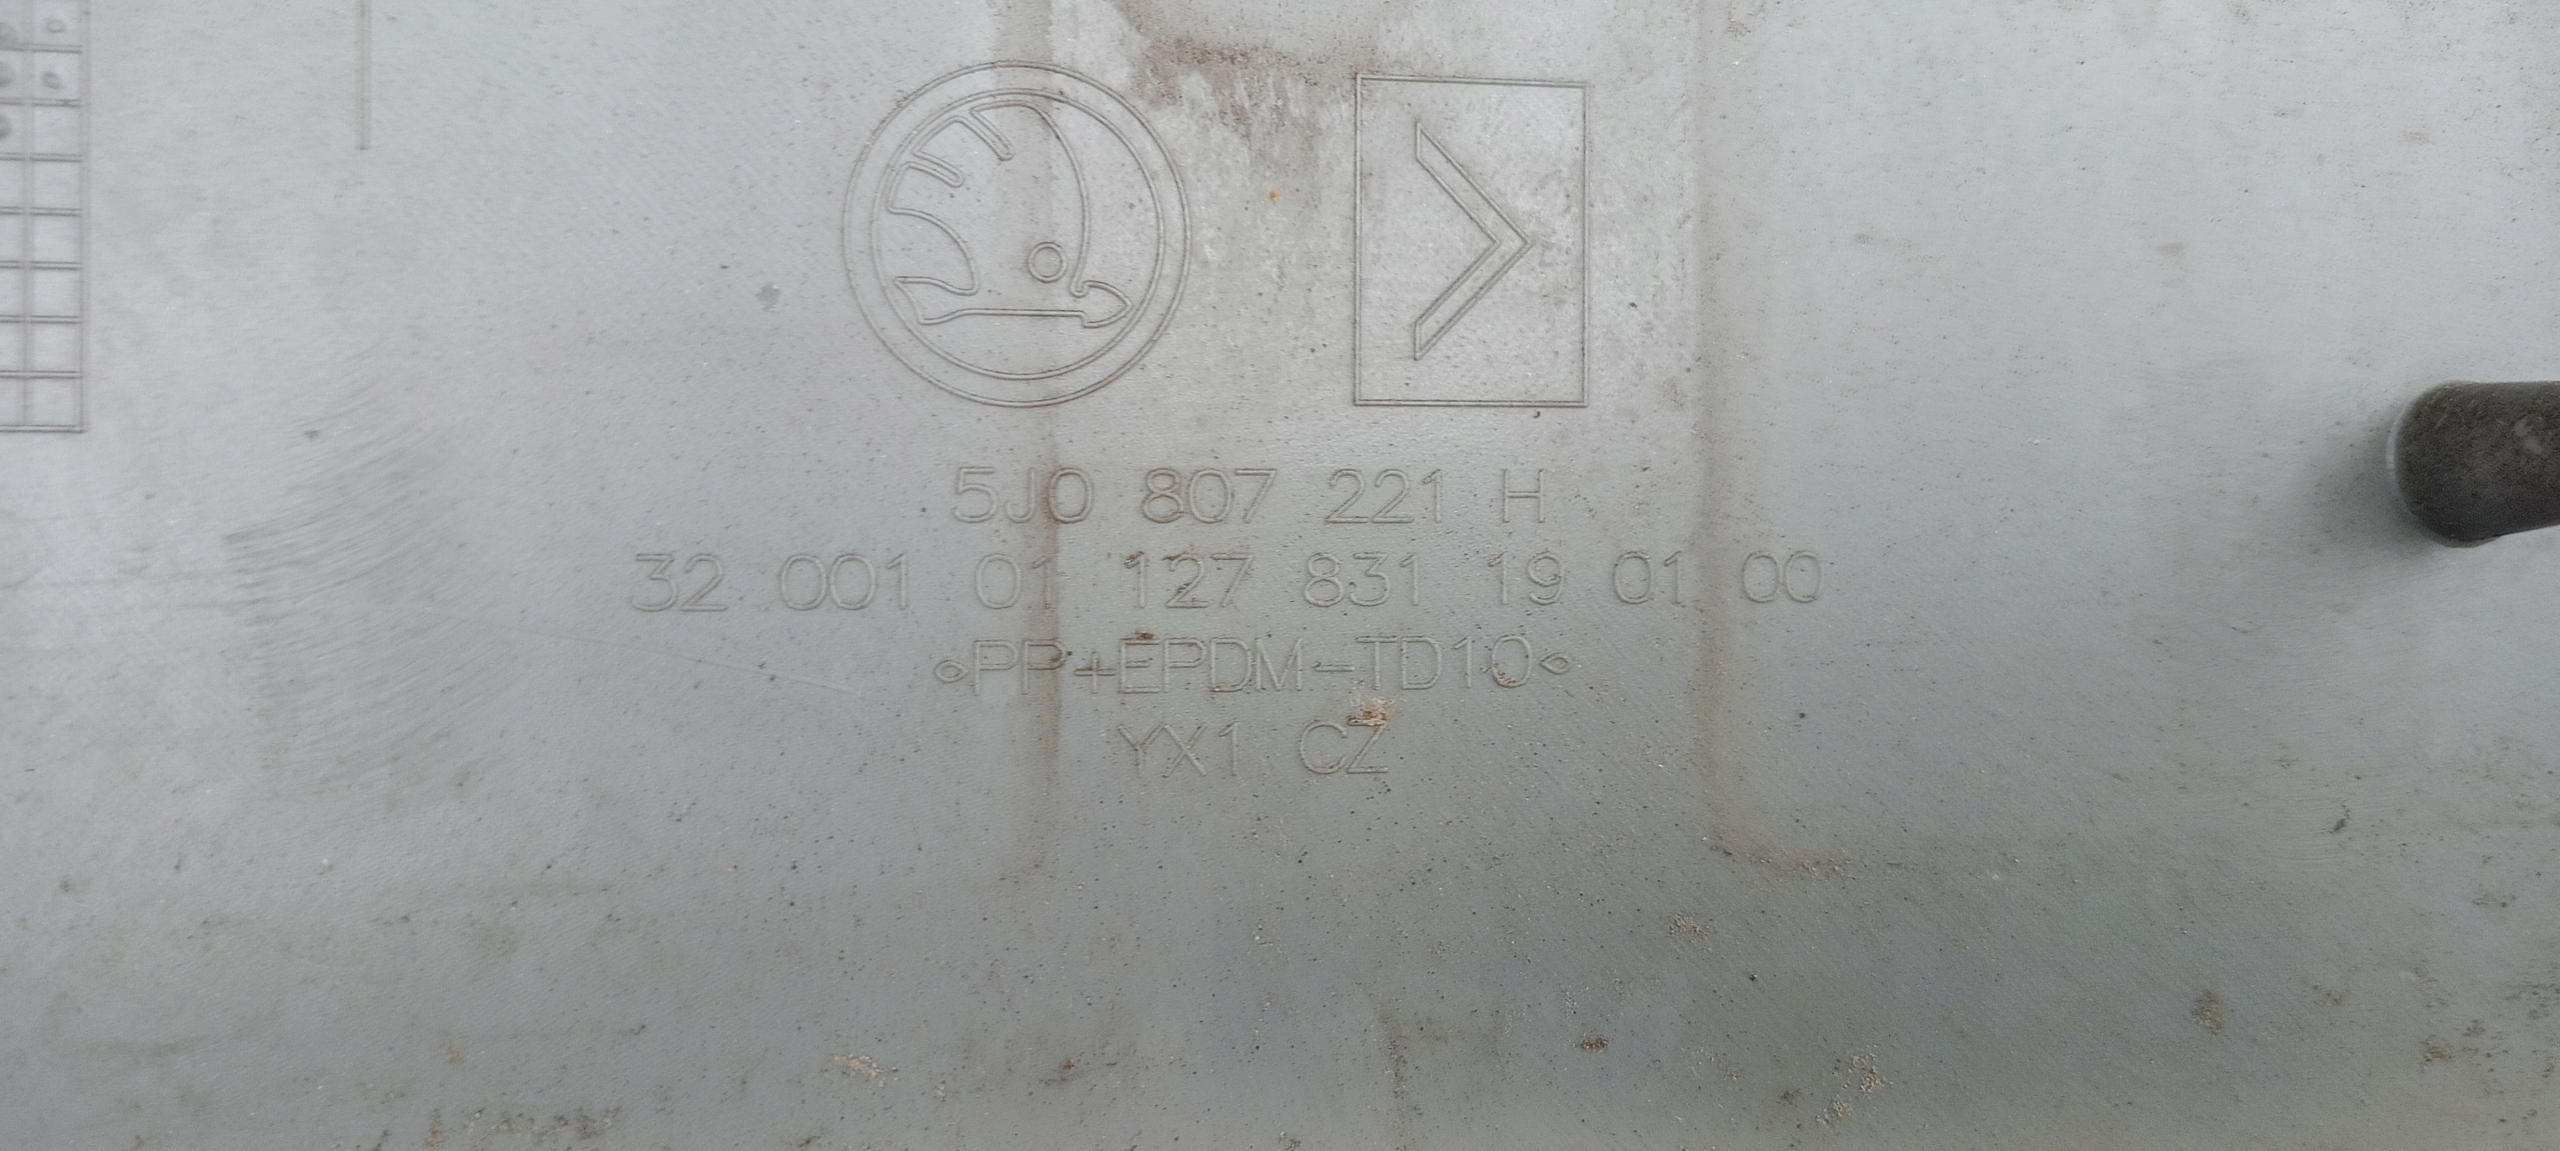 5J0 807 221 H
32 001 01 127 831 19 01 00
>PP+EPDM-TD10<
YX1 CZ